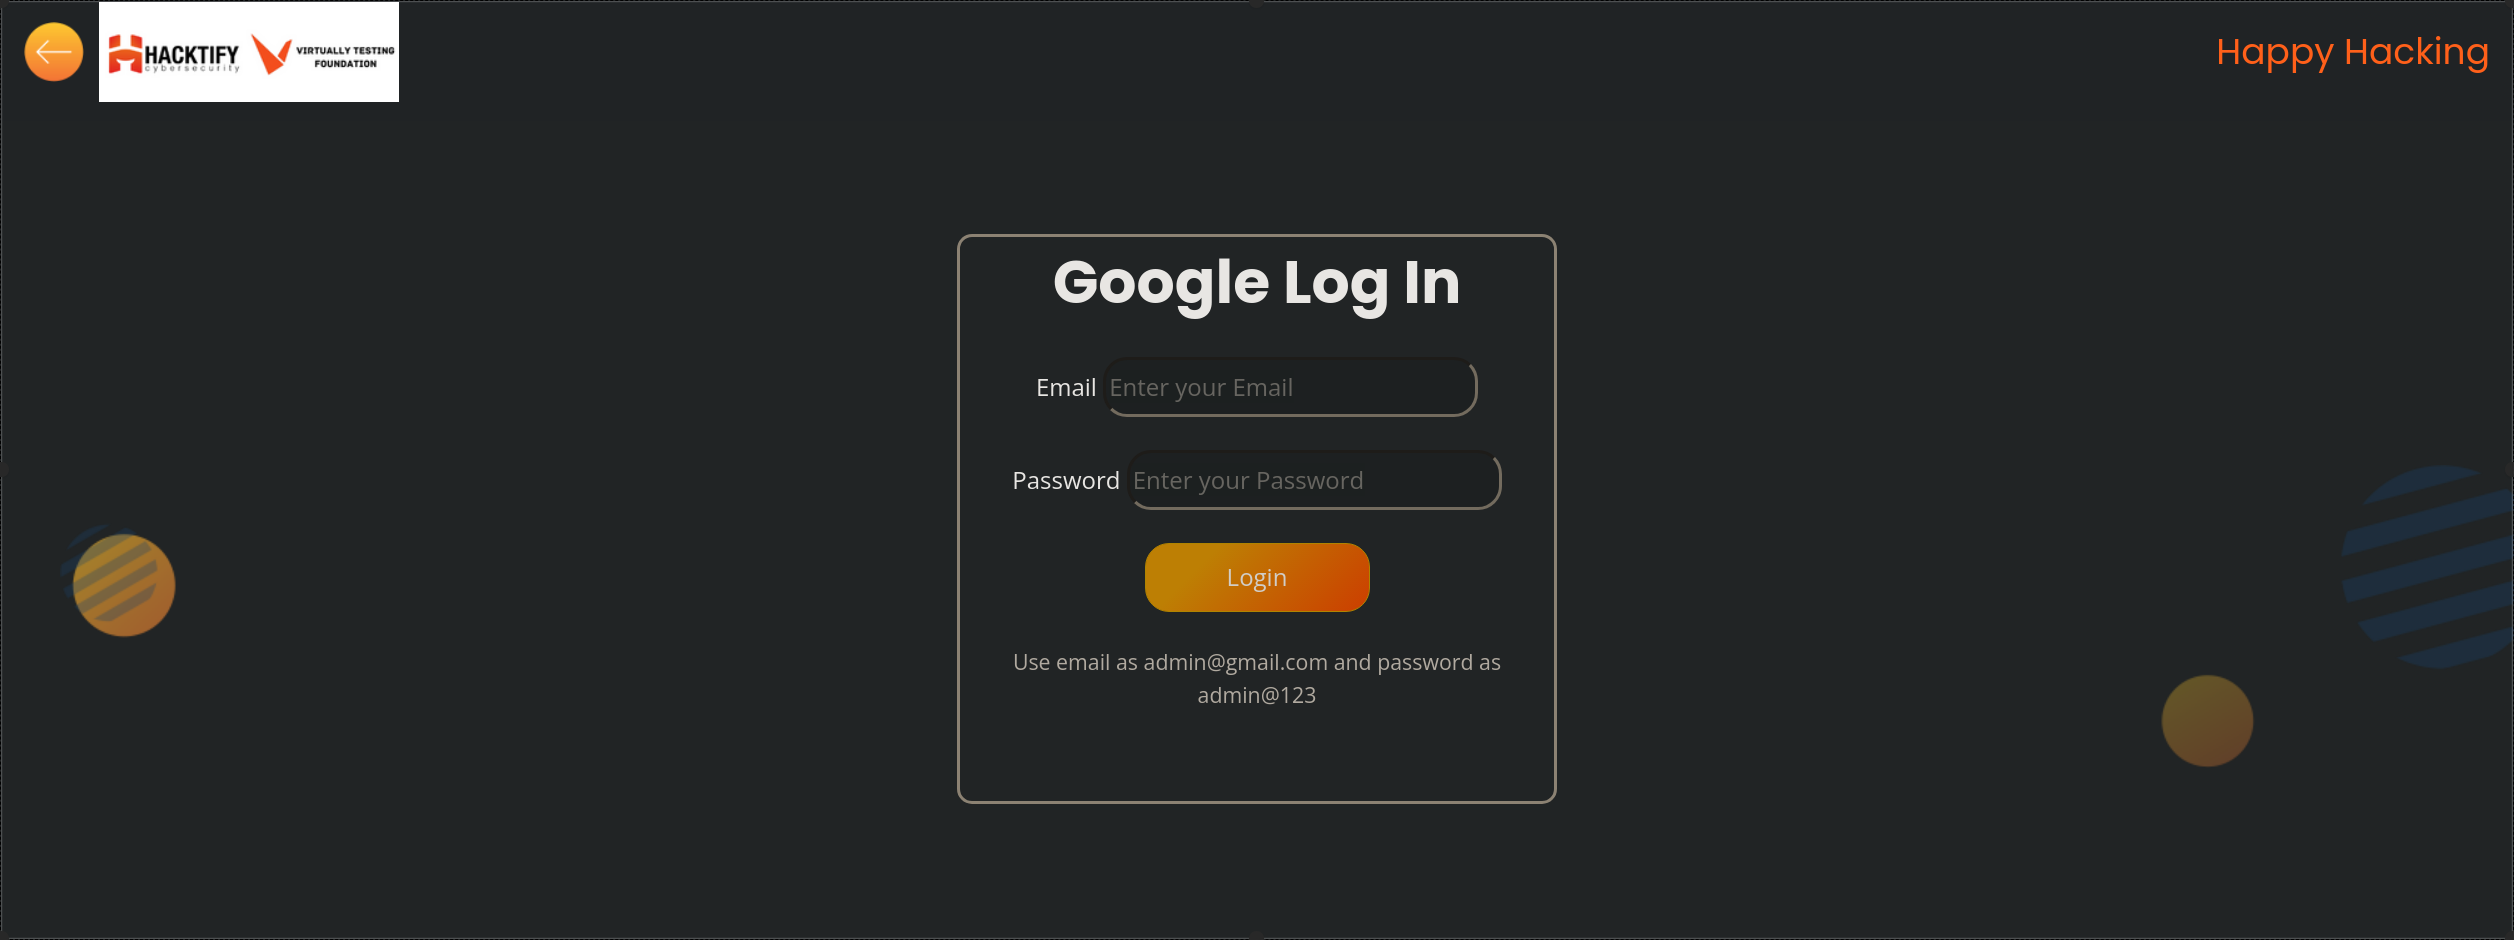 HACKTIFY
cybersecurity
VIRTUALLY TESTING
FOUNDATION
Happy Hacking
Google Log In
Email Enter your Email
Password Enter your Password
Login
Use email as admin@gmail.com and password as
admin@123